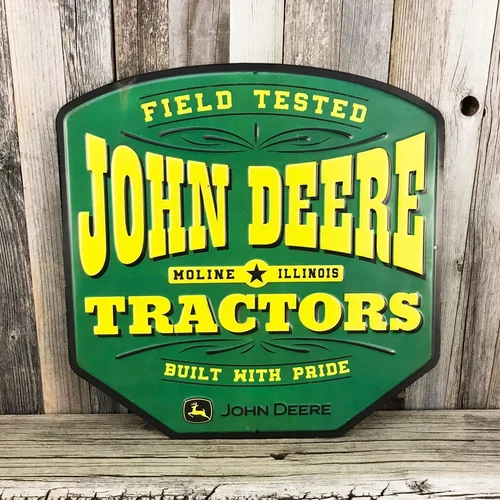 FIELD TESTED
JOHN DEERE
MOLINE ★ ILLINOIS
TRACTORS
BUILT WITH PRIDE
JOHN DEERE